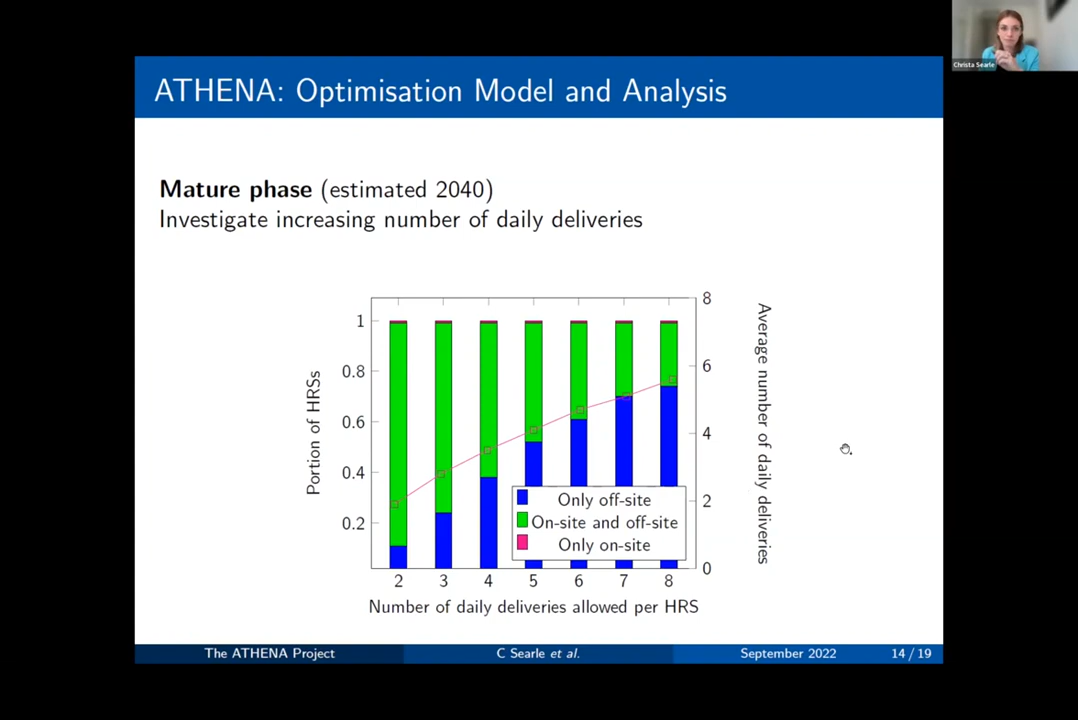 Christa Searle
ATHENA: Optimisation Model and Analysis
Mature phase (estimated 2040)
Investigate increasing number of daily deliveries
Portion of HRSs
1
0.8
0.6
0.4
0.2
8
6
4
2
0
Average number of daily deliveries
Only off-site
On-site and off-site
Only on-site
2 3 4 5 6 7 8
Number of daily deliveries allowed per HRS
The ATHENA Project C Searle et al. September 2022 14 / 19